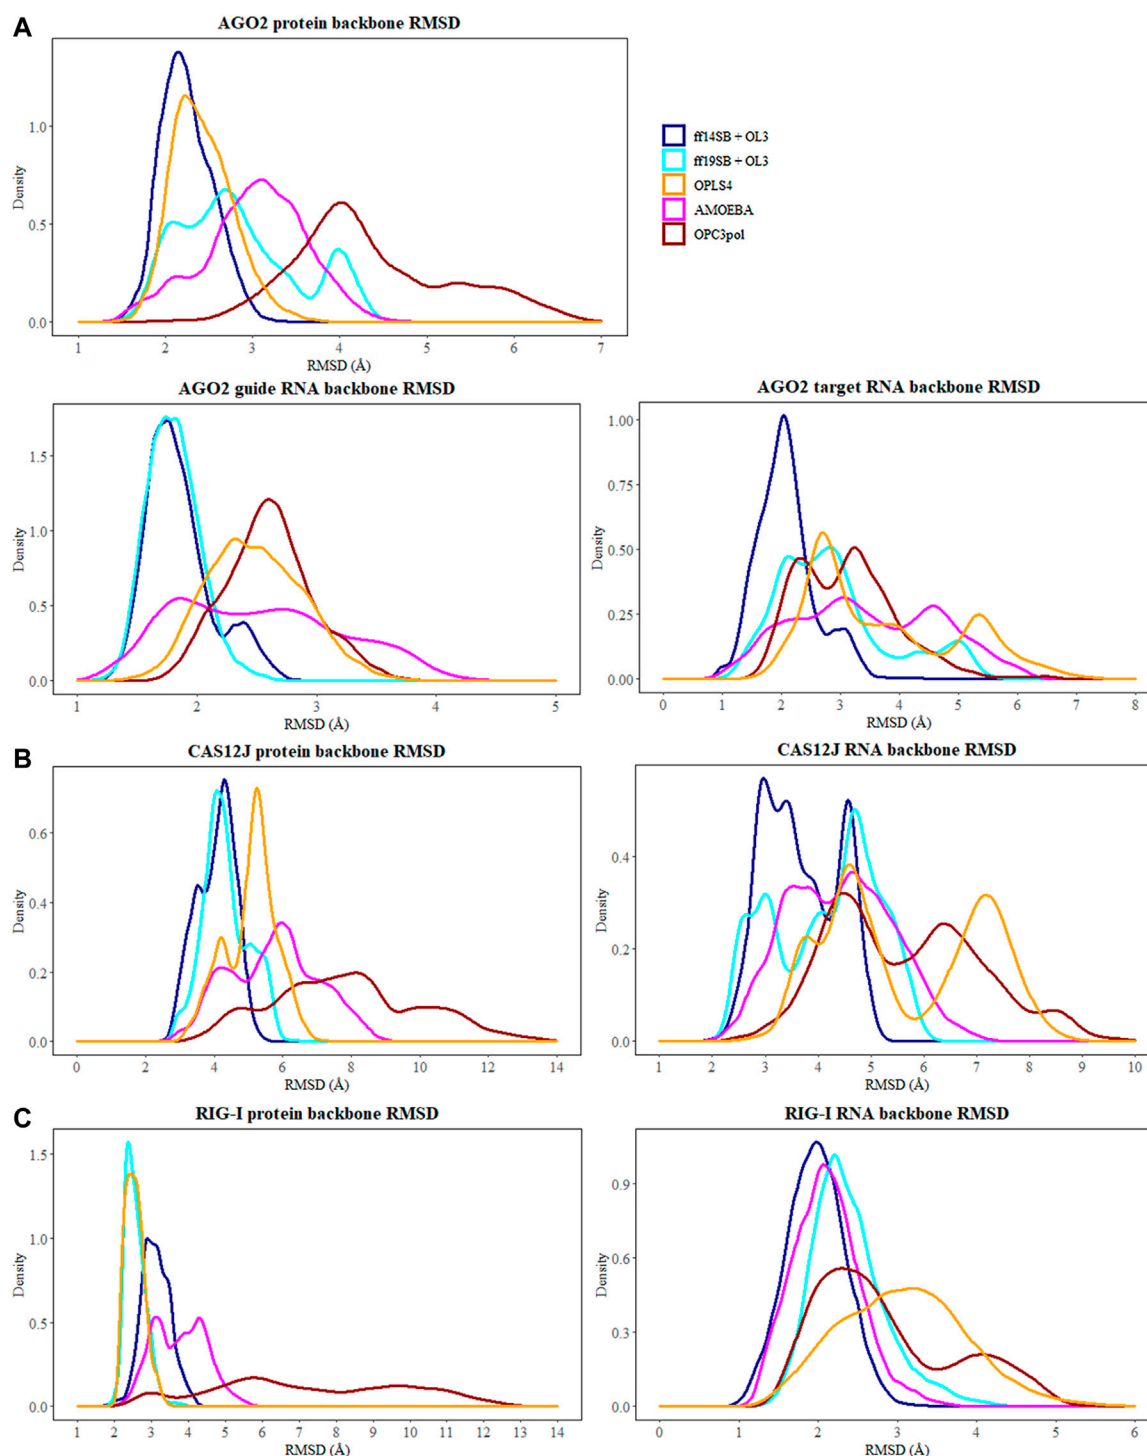 A
AGO2 protein backbone RMSD
Density
0.0
0.5
1.0
1 2 3 4 5 6 7
RMSD (Å)
ff14SB + OL3
ff19SB + OL3
OPLS4
AMOEBA
OPC3pol
AGO2 guide RNA backbone RMSD
Density
0.0
0.5
1.0
1.5
1 2 3 4 5
RMSD (Å)
AGO2 target RNA backbone RMSD
Density
0.00
0.25
0.50
0.75
1.00
0 1 2 3 4 5 6 7 8
RMSD (Å)
B
CAS12J protein backbone RMSD
Density
0.0
0.2
0.4
0.6
0 2 4 6 8 10 12 14
RMSD (Å)
CAS12J RNA backbone RMSD
Density
0.0
0.2
0.4
1 2 3 4 5 6 7 8 9 10
RMSD (Å)
C
RIG-I protein backbone RMSD
Density
0.0
0.5
1.0
1.5
1 2 3 4 5 6 7 8 9 10 11 12 13 14
RMSD (Å)
RIG-I RNA backbone RMSD
Density
0.0
0.3
0.6
0.9
0 1 2 3 4 5 6
RMSD (Å)